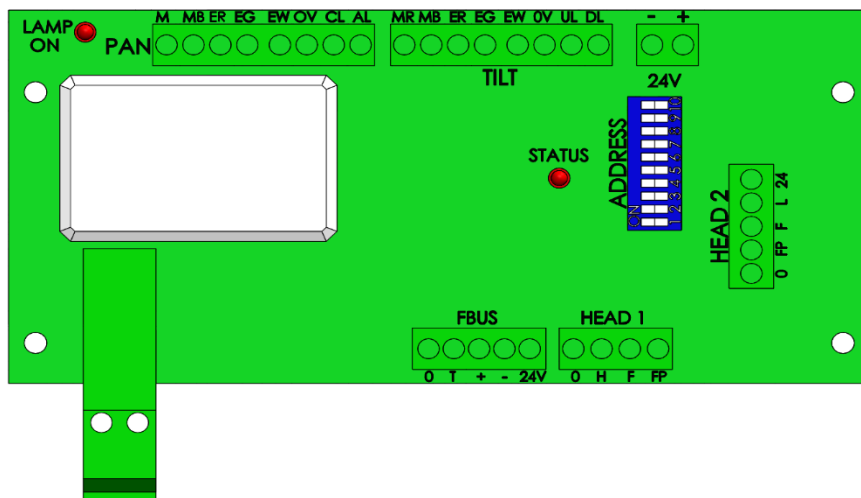 M MB ER EG EW OV CL AL
MR MB ER EG EW 0V UL DL
- +
LAMP
ON
PAN
TILT
24V
STATUS
ADDRESS
ON
1 2 3 4 5 6 7 8 9 10
HEAD 2
0 FP F L 24
FBUS
0 T + - 24V
HEAD 1
0 H F FP